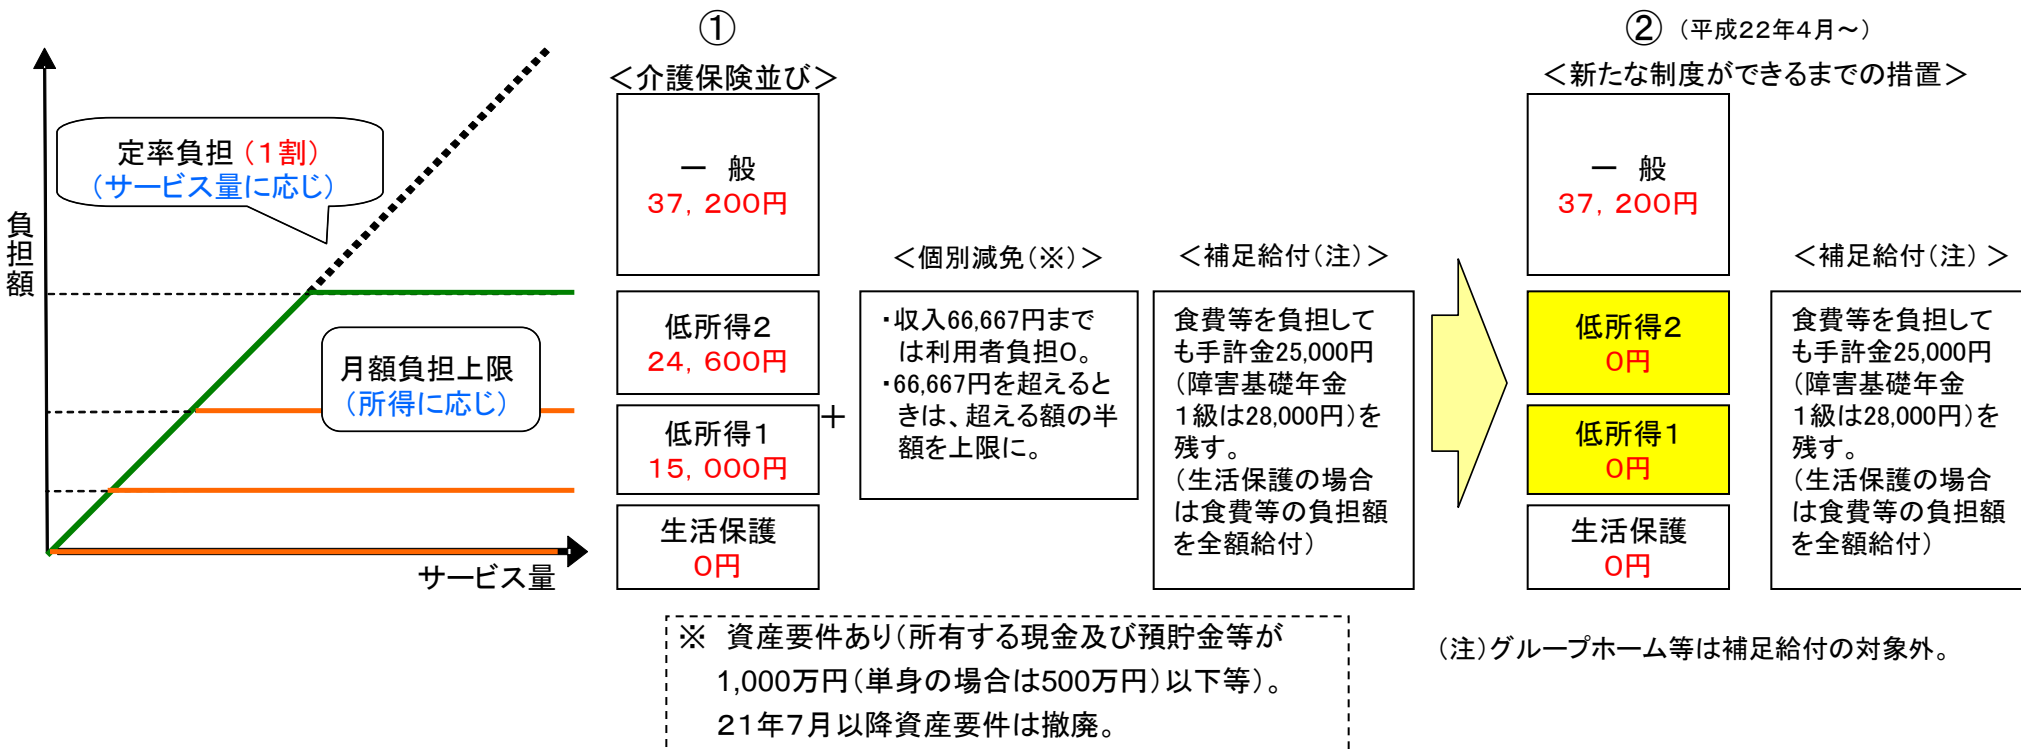 負担額
定率負担(1割)
(サービス量に応じ)
月額負担上限
(所得に応じ)
サービス量
①
＜介護保険並び＞
一 般
37, 200円
低所得2
24, 600円
低所得1
15, 000円
生活保護
0円
＋
＜個別減免(※)＞
・収入66,667円まで
は利用者負担0。
・66,667円を超えると
きは、超える額の半
額を上限に。
＜補足給付(注)＞
食費等を負担して
も手許金25,000円
(障害基礎年金
1級は28,000円)を
残す。
(生活保護の場合
は食費等の負担額
を全額給付)
※ 資産要件あり(所有する現金及び預貯金等が
1,000万円(単身の場合は500万円)以下等)。
21年7月以降資産要件は撤廃。
② (平成22年4月～)
＜新たな制度ができるまでの措置＞
一 般
37, 200円
低所得2
0円
低所得1
0円
生活保護
0円
＜補足給付(注) ＞
食費等を負担して
も手許金25,000円
(障害基礎年金
1級は28,000円)を
残す。
(生活保護の場合
は食費等の負担額
を全額給付)
(注)グループホーム等は補足給付の対象外。